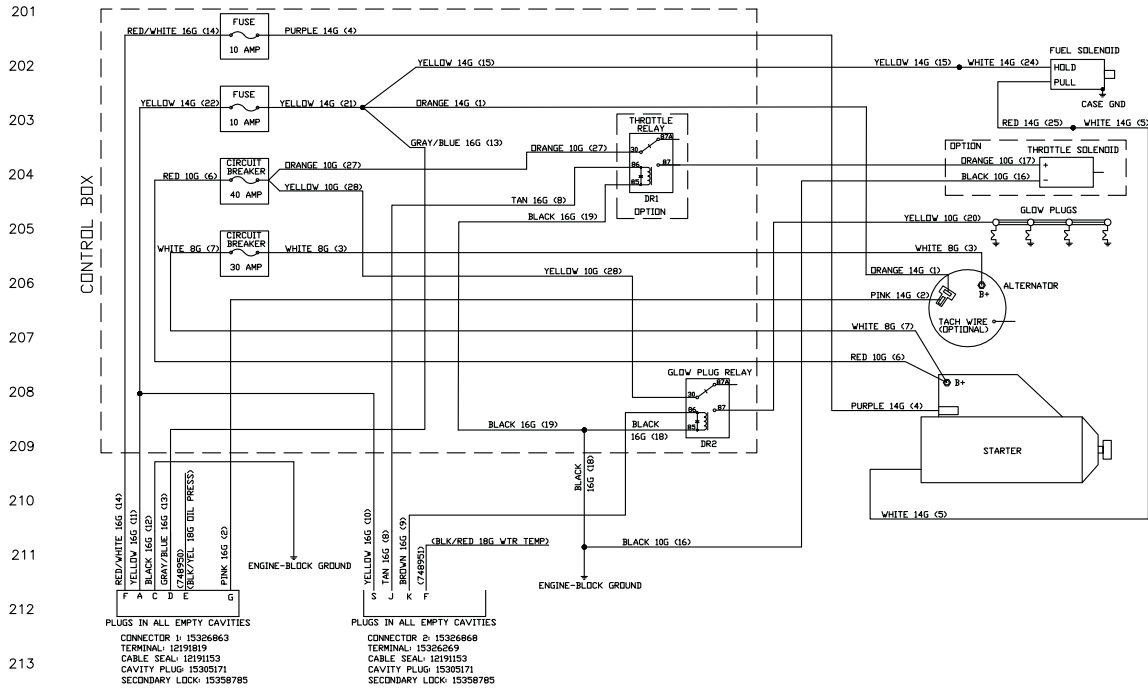 201
RED/WHITE 16G (14)
FUSE
10 AMP
PURPLE 14G (4)
202
YELLOW 14G (15)
YELLOW 14G (15)
WHITE 14G (24)
FUEL SOLENOID
HOLD
PULL
CASE GND
YELLOW 14G (22)
FUSE
10 AMP
YELLOW 14G (21)
ORANGE 14G (1)
203
GRAY/BLUE 16G (13)
THROTTLE
RELAY
87A
30
87
86
85
DR1
OPTION
RED 14G (25)
WHITE 14G (5)
OPTION
THROTTLE SOLENOID
ORANGE 10G (17)
+
BLACK 10G (16)
-
204
RED 10G (6)
CIRCUIT
BREAKER
40 AMP
ORANGE 10G (27)
ORANGE 10G (27)
YELLOW 10G (28)
TAN 16G (8)
BLACK 16G (19)
CONTROL BOX
205
YELLOW 10G (20)
GLOW PLUGS
WHITE 8G (7)
CIRCUIT
BREAKER
30 AMP
WHITE 8G (3)
WHITE 8G (3)
206
YELLOW 10G (28)
ORANGE 14G (1)
PINK 14G (2)
B+
ALTERNATOR
TACH WIRE
(OPTIONAL)
207
WHITE 8G (7)
RED 10G (6)
208
GLOW PLUG RELAY
87A
30
87
86
85
DR2
B+
PURPLE 14G (4)
STARTER
209
BLACK 16G (19)
BLACK
16G (18)
BLACK
16G (18)
210
WHITE 14G (5)
211
RED/WHITE 16G (14)
YELLOW 16G (11)
BLACK 16G (12)
GRAY/BLUE 16G (13)
(748950)
(BLK/YEL 18G OIL PRESS)
PINK 16G (2)
ENGINE-BLOCK GROUND
YELLOW 16G (10)
TAN 16G (8)
BROWN 16G (9)
(748951)
(BLK/RED 18G WTR TEMP)
BLACK 10G (16)
ENGINE-BLOCK GROUND
212
F A C D E G
S J K F
PLUGS IN ALL EMPTY CAVITIES
CONNECTOR 1: 15326863
TERMINAL: 12191819
CABLE SEAL: 12191153
CAVITY PLUG: 15305171
SECONDARY LOCK: 15358785
PLUGS IN ALL EMPTY CAVITIES
CONNECTOR 2: 15326868
TERMINAL: 15326269
CABLE SEAL: 12191153
CAVITY PLUG: 15305171
SECONDARY LOCK: 15358785
213